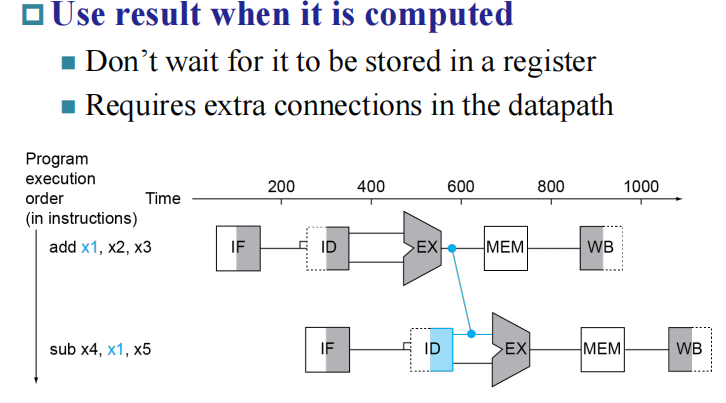 Use result when it is computed
Don’t wait for it to be stored in a register
Requires extra connections in the datapath
Program
execution
order
(in instructions)
Time
200 400 600 800 1000
add x1, x2, x3
IF ID EX MEM WB
sub x4, x1, x5
IF ID EX MEM WB